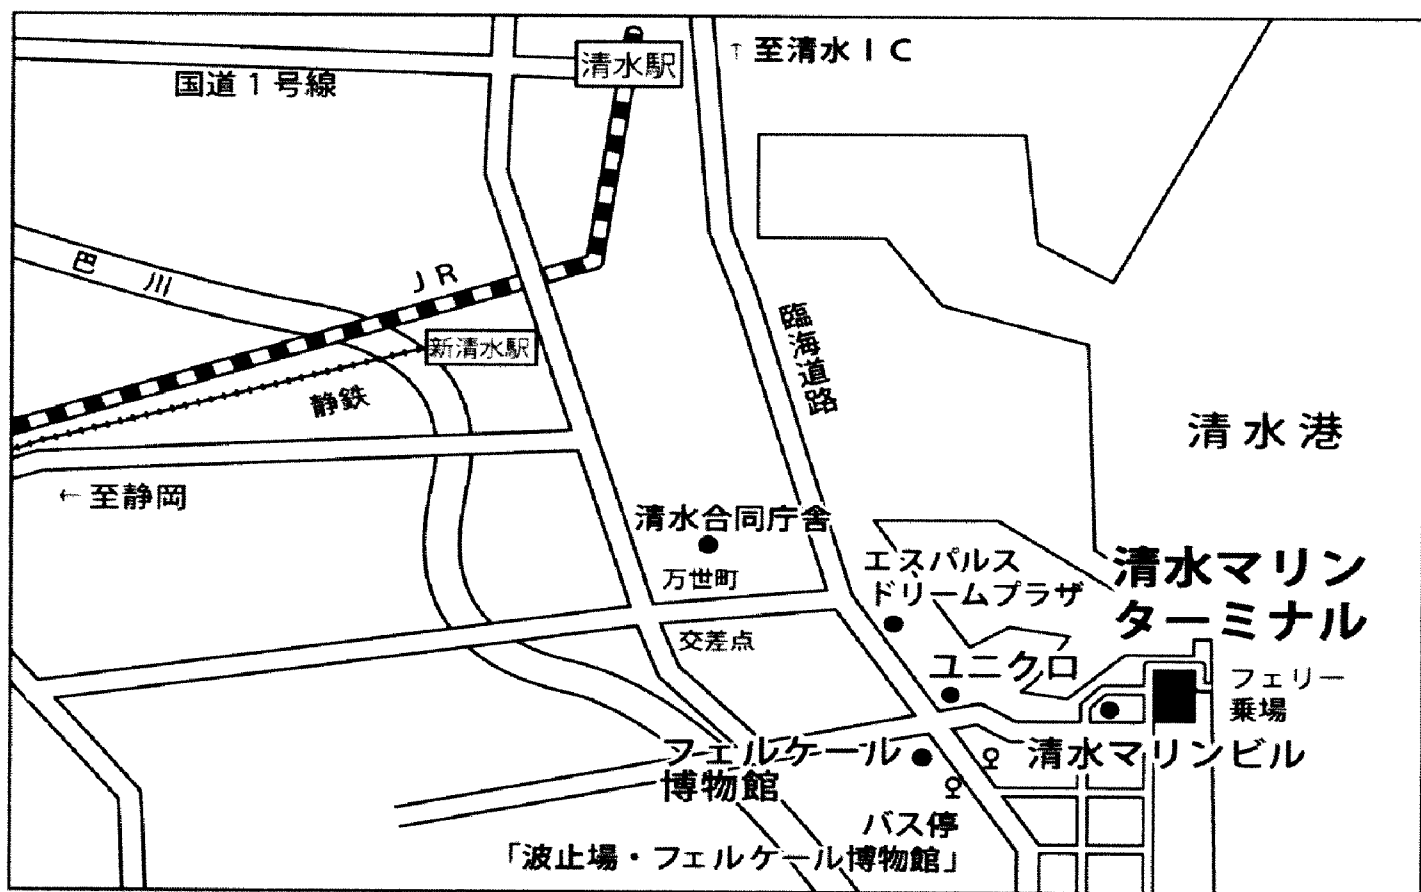 ↑至清水ＩＣ
清水駅
国道１号線
巴川
ＪＲ
新清水駅
臨海道路
静鉄
清水港
←至静岡
清水合同庁舎
万世町
交差点
エスパルス
ドリームプラザ
清水マリン
ターミナル
ユニクロ
フェリー
乗場
フェルケール
博物館
清水マリンビル
バス停
「波止場・フェルケール博物館」